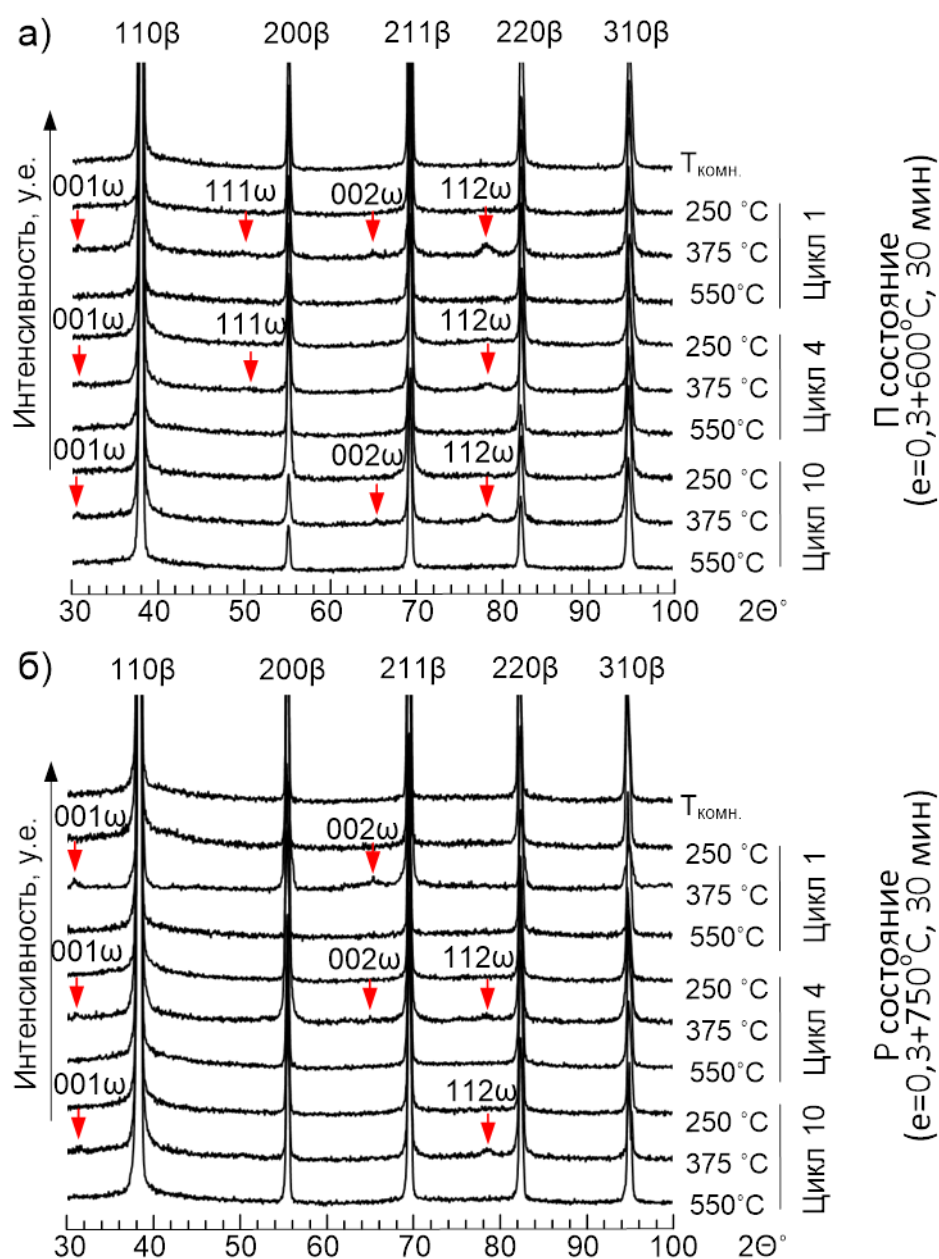 а)
110β 200β 211β 220β 310β
Интенсивность, у.е.
Tкомн.
001ω 111ω 002ω 112ω
250 °C
375 °C
550°C
Цикл 1
001ω 111ω 112ω
250 °C
375 °C
550°C
Цикл 4
001ω 002ω 112ω
250 °C
375 °C
550°C
Цикл 10
30 40 50 60 70 80 90 100 2Θ°
П состояние
(e=0,3+600°C, 30 мин)
б)
110β 200β 211β 220β 310β
Интенсивность, у.е.
Tкомн.
001ω 002ω
250 °C
375 °C
550°C
Цикл 1
001ω 002ω 112ω
250 °C
375 °C
550°C
Цикл 4
001ω 112ω
250 °C
375 °C
550°C
Цикл 10
30 40 50 60 70 80 90 100 2Θ°
Р состояние
(e=0,3+750°C, 30 мин)